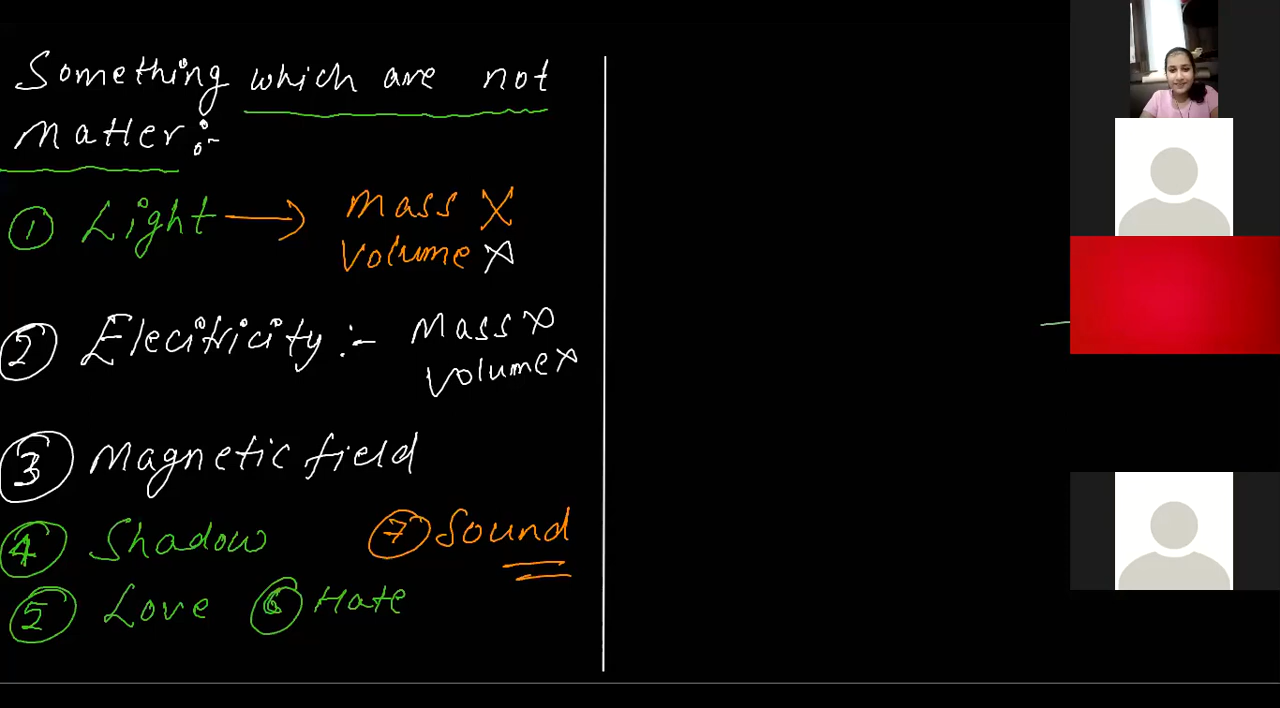 Something which are not
Matter :-
① Light → Mass X
Volume X
② Electricity :- Mass X
Volume X
③ Magnetic field
④ Shadow ⑦ Sound
⑤ Love ⑥ Hate